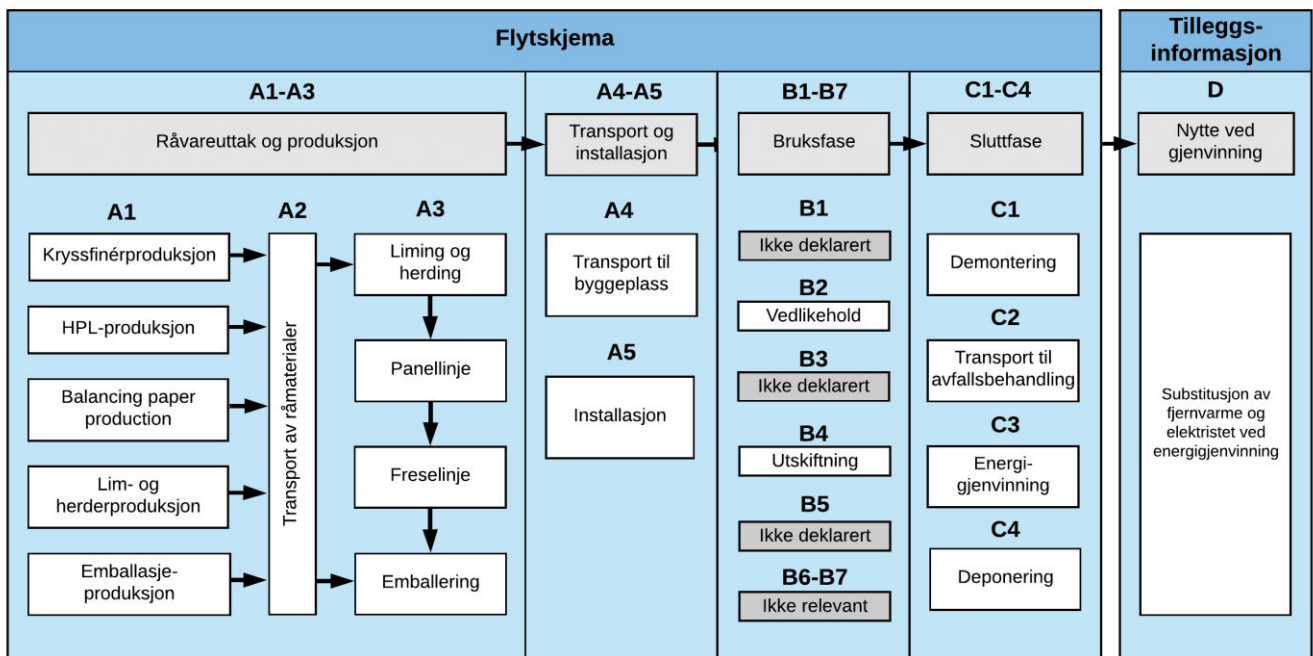 Flytskjema
Tilleggs-
informasjon
A1-A3
A4-A5
B1-B7
C1-C4
D
Råvareuttak og produksjon
Transport og
installasjon
Bruksfase
Sluttfase
Nytte ved
gjenvinning
A1
A2
A3
Kryssfinérproduksjon
HPL-produksjon
Balancing paper
production
Lim- og
herderproduksjon
Emballasje-
produksjon
Transport av råmaterialer
Liming og
herding
Panellinje
Freselinje
Emballering
A4
Transport til
byggeplass
A5
Installasjon
B1
Ikke deklarert
B2
Vedlikehold
B3
Ikke deklarert
B4
Utskiftning
B5
Ikke deklarert
B6-B7
Ikke relevant
C1
Demontering
C2
Transport til
avfallsbehandling
C3
Energi-
gjenvinning
C4
Deponering
Substitusjon av
fjernvarme og
elektristet ved
energigjenvinning